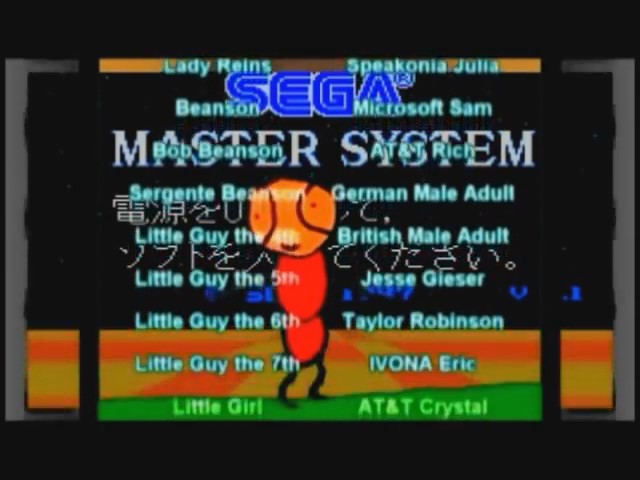 Lady Reins Speakonia Julia
SEGA®
Beanson Microsoft Sam
MASTER SYSTEM
Bob Beanson AT&T Rich
Sergente Beanson German Male Adult
電源を て,
Little Guy the 4th British Male Adult
ソフトを てください。
Little Guy the 5th Jesse Gieser
Little Guy the 6th Taylor Robinson
Little Guy the 7th IVONA Eric
Little Girl AT&T Crystal